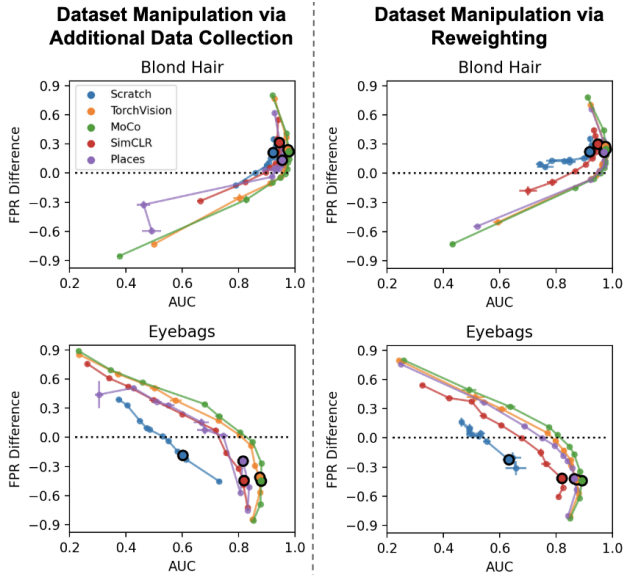 Dataset Manipulation via
Additional Data Collection
Dataset Manipulation via
Reweighting
Blond Hair
0.9
0.6
0.3
0.0
−0.3
−0.6
−0.9
FPR Difference
Scratch
TorchVision
MoCo
SimCLR
Places
0.2 0.4 0.6 0.8 1.0
AUC
Blond Hair
0.9
0.6
0.3
0.0
−0.3
−0.6
−0.9
FPR Difference
0.2 0.4 0.6 0.8 1.0
AUC
Eyebags
0.9
0.6
0.3
0.0
−0.3
−0.6
−0.9
FPR Difference
0.2 0.4 0.6 0.8 1.0
AUC
Eyebags
0.9
0.6
0.3
0.0
−0.3
−0.6
−0.9
FPR Difference
0.2 0.4 0.6 0.8 1.0
AUC